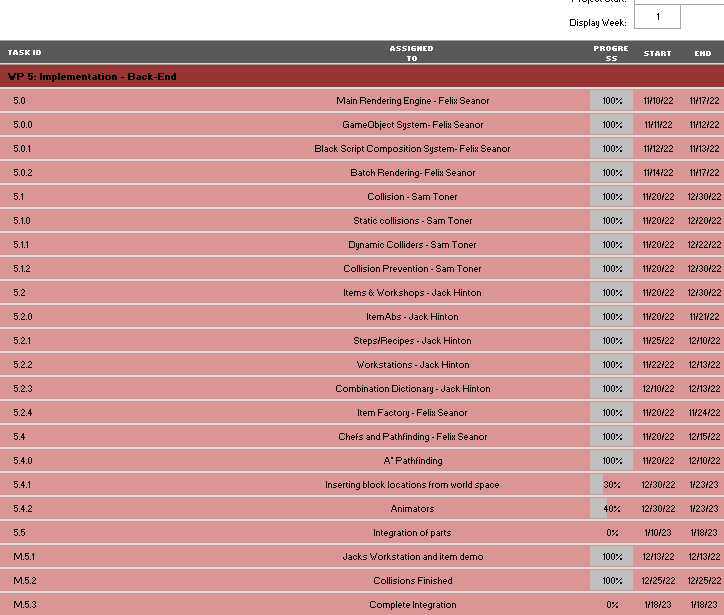 Project Start:
Display Week: 1
TASK ID ASSIGNED TO PROGRESS START END
WP 5: Implementation - Back-End
5.0 Main Rendering Engine - Felix Seanor 100% 11/10/22 11/17/22
5.0.0 GameObject System- Felix Seanor 100% 11/11/22 11/12/22
5.0.1 Black Script Composition System- Felix Seanor 100% 11/12/22 11/13/22
5.0.2 Batch Rendering- Felix Seanor 100% 11/14/22 11/17/22
5.1 Collision - Sam Toner 100% 11/20/22 12/30/22
5.1.0 Static collisions - Sam Toner 100% 11/20/22 12/20/22
5.1.1 Dynamic Colliders - Sam Toner 100% 11/20/22 12/22/22
5.1.2 Collision Prevention - Sam Toner 100% 11/20/22 12/30/22
5.2 Items & Workshops - Jack Hinton 100% 11/20/22 12/30/22
5.2.0 ItemAbs - Jack Hinton 100% 11/20/22 11/21/22
5.2.1 Steps/Recipes - Jack Hinton 100% 11/25/22 12/10/22
5.2.2 Workstations - Jack Hinton 100% 11/22/22 12/13/22
5.2.3 Combination Dictionary - Jack Hinton 100% 12/10/22 12/13/22
5.2.4 Item Factory - Felix Seanor 100% 11/20/22 11/24/22
5.4 Chefs and Pathfinding - Felix Seanor 100% 11/20/22 12/15/22
5.4.0 A* Pathfinding 100% 11/20/22 12/10/22
5.4.1 Inserting block locations from world space 30% 12/30/22 1/23/23
5.4.2 Animators 40% 12/30/22 1/23/23
5.5 Integration of parts 0% 1/10/23 1/18/23
M.5.1 Jacks Workstation and item demo 100% 12/13/22 12/13/22
M.5.2 Collisions Finished 100% 12/25/22 12/25/22
M.5.3 Complete Integration 0% 1/18/23 1/18/23